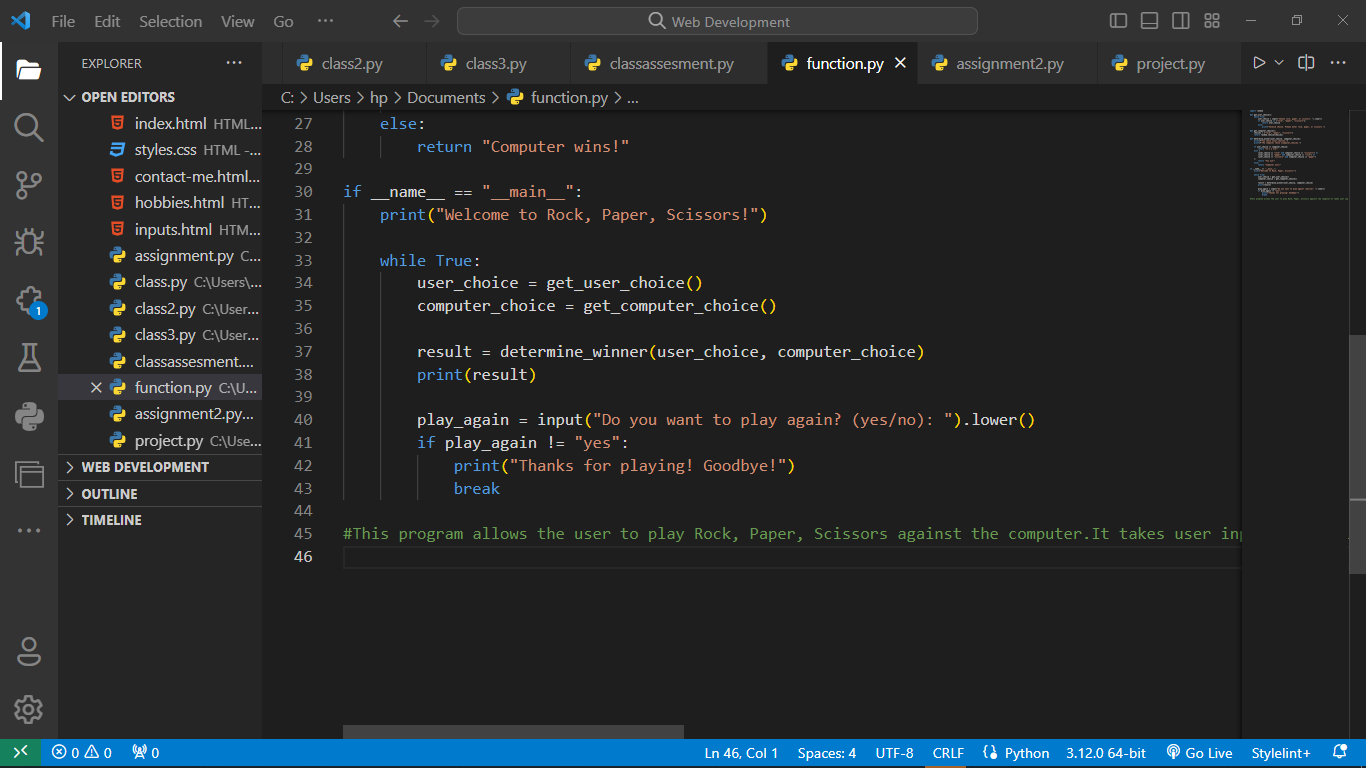 File Edit Selection View Go ···
Web Development
EXPLORER ···
class2.py class3.py classassesment.py function.py assignment2.py project.py ···
C: > Users > hp > Documents > function.py > ...
OPEN EDITORS
index.html HTML...
styles.css HTML -...
contact-me.html...
hobbies.html HT...
inputs.html HTM...
assignment.py C...
class.py C:\Users\...
class2.py C:\User...
class3.py C:\User...
classassesment....
function.py C:\U...
assignment2.py...
project.py C:\Use...
WEB DEVELOPMENT
OUTLINE
TIMELINE
1
27 else:
28 return "Computer wins!"
29
30 if __name__ == "__main__":
31 print("Welcome to Rock, Paper, Scissors!")
32
33 while True:
34 user_choice = get_user_choice()
35 computer_choice = get_computer_choice()
36
37 result = determine_winner(user_choice, computer_choice)
38 print(result)
39
40 play_again = input("Do you want to play again? (yes/no): ").lower()
41 if play_again != "yes":
42 print("Thanks for playing! Goodbye!")
43 break
44
45 #This program allows the user to play Rock, Paper, Scissors against the computer.It takes user
46
0 0 0 Ln 46, Col 1 Spaces: 4 UTF-8 CRLF Python 3.12.0 64-bit Go Live Stylelint+